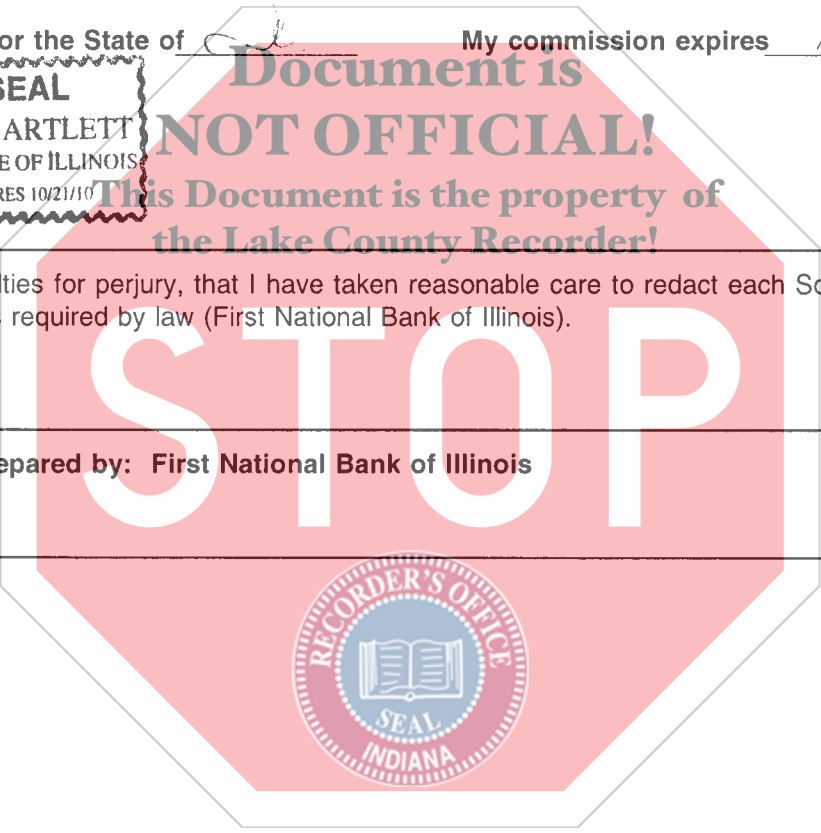 or the State of My commission expires
SEAL
ARTLETT
E OF ILLINOIS
RES 10/21/10
Document is
NOT OFFICIAL!
This Document is the property of
the Lake County Recorder!
lties for perjury, that I have taken reasonable care to redact each So
required by law (First National Bank of Illinois).
STOP
epared by: First National Bank of Illinois
RECORDER'S OFFICE
SEAL
INDIANA